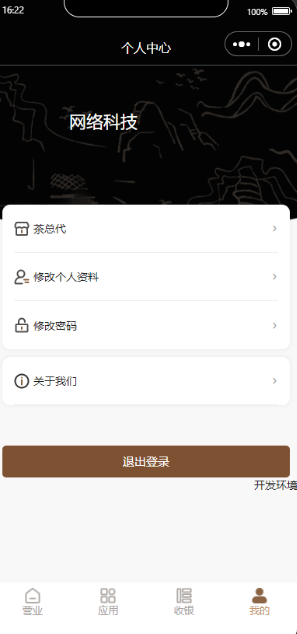 16:22
100%
个人中心
网络科技
茶总代
修改个人资料
修改密码
关于我们
退出登录
开发环境
营业 应用 收银 我的